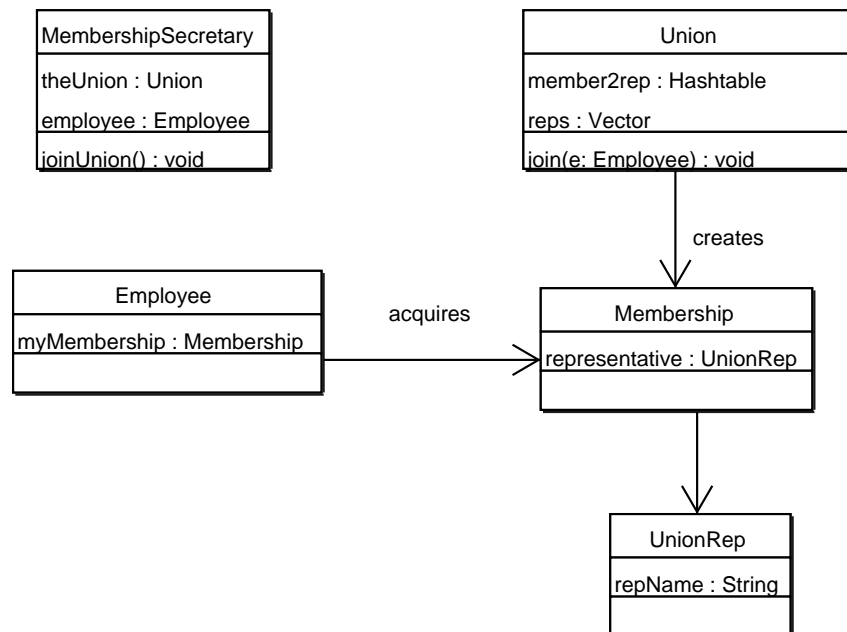 MembershipSecretary
theUnion : Union
employee : Employee
joinUnion() : void
Union
member2rep : Hashtable
reps : Vector
join(e: Employee) : void
creates
Employee
myMembership : Membership
acquires
Membership
representative : UnionRep
UnionRep
repName : String